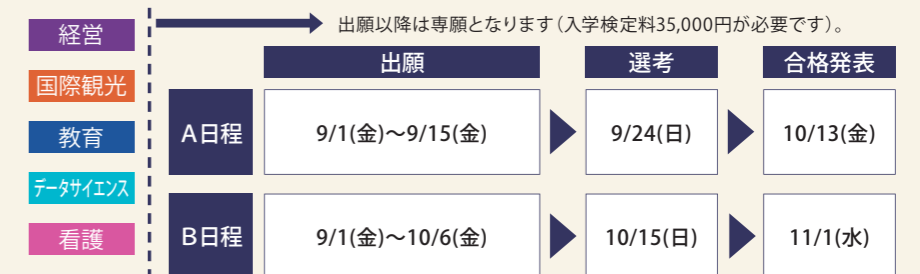 出願以降は専願となります(入学検定料35,000円が必要です)。
経営
国際観光
教育
データサイエンス
看護
出願 選考 合格発表
A日程 9/1(金)~9/15(金) 9/24(日) 10/13(金)
B日程 9/1(金)~10/6(金) 10/15(日) 11/1(水)